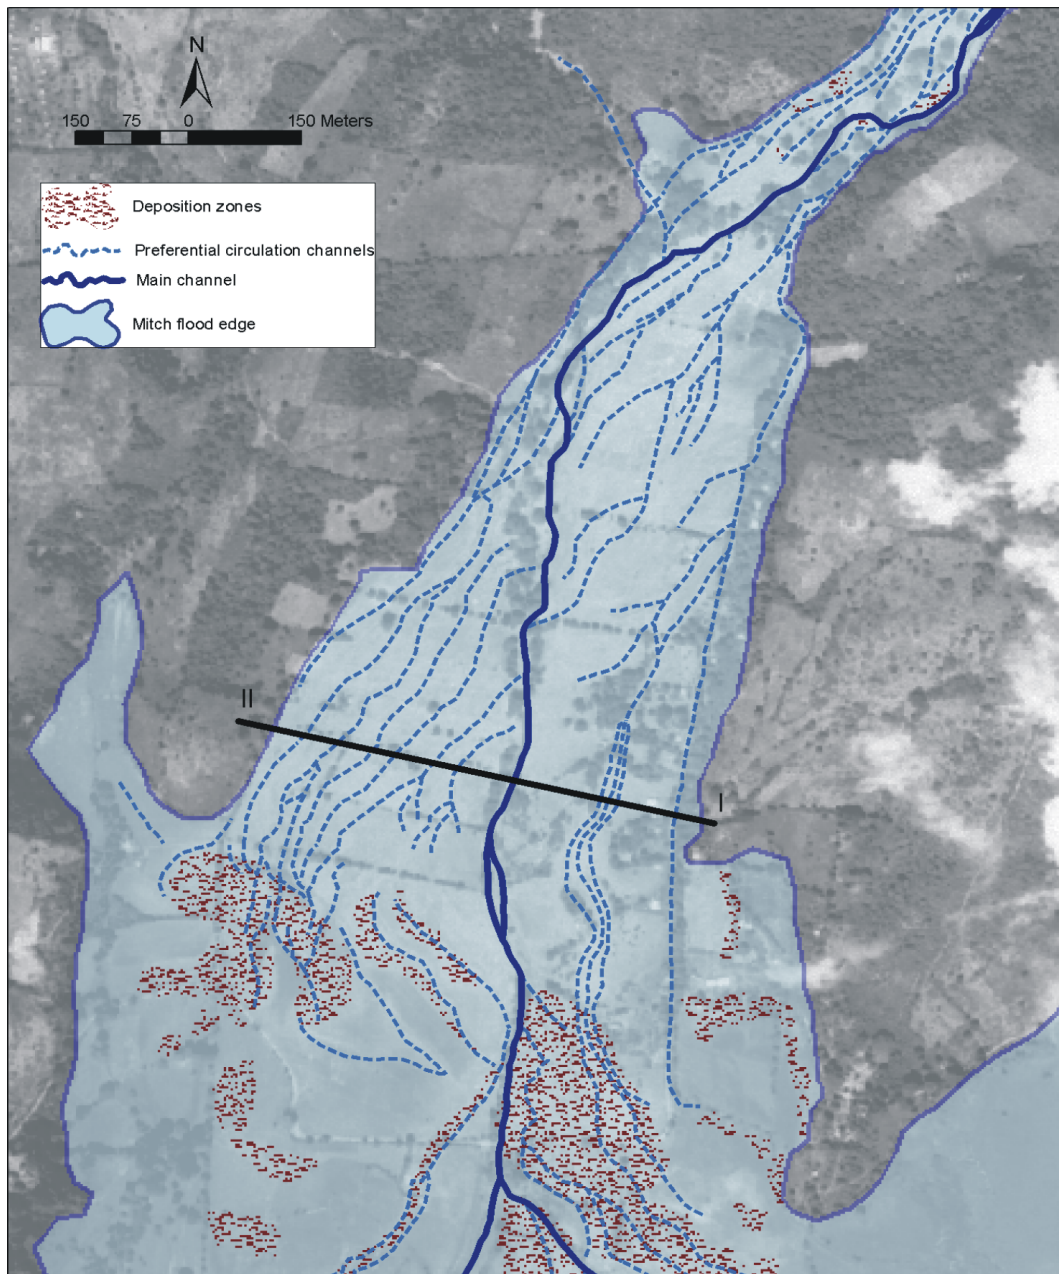 N
150 75 0 150 Meters
Deposition zones
Preferential circulation channels
Main channel
Mitch flood edge
II
I